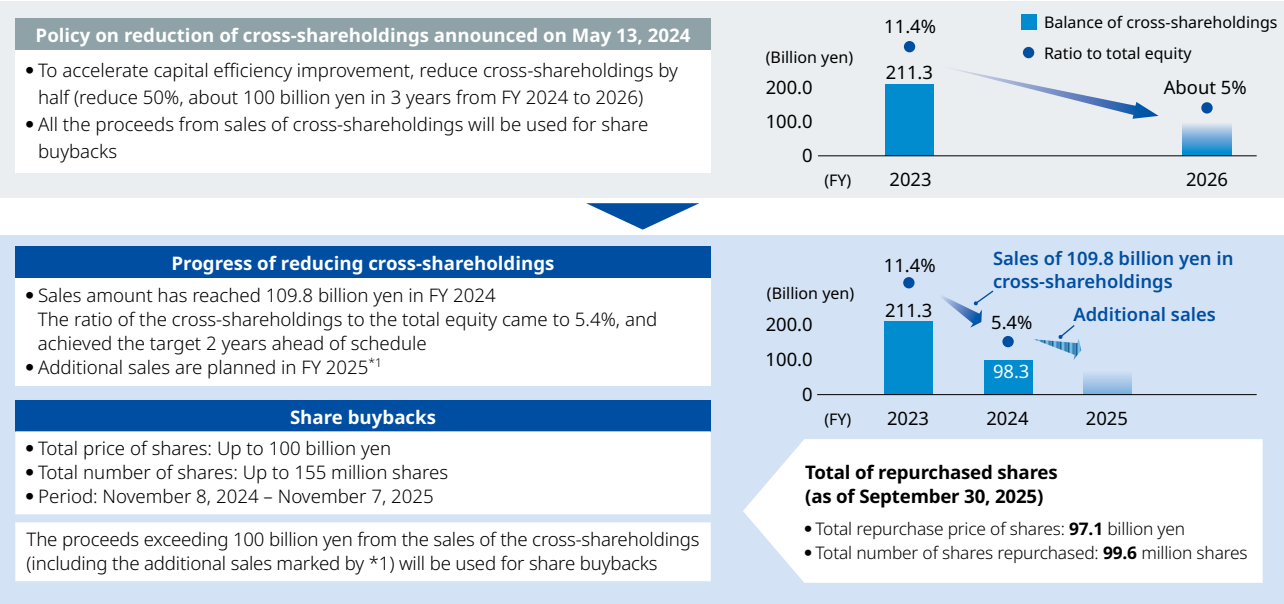 Policy on reduction of cross-shareholdings announced on May 13, 2024
• To accelerate capital efficiency improvement, reduce cross-shareholdings by
half (reduce 50%, about 100 billion yen in 3 years from FY 2024 to 2026)
• All the proceeds from sales of cross-shareholdings will be used for share
buybacks
Balance of cross-shareholdings
Ratio to total equity
(Billion yen)
200.0
100.0
0
11.4%
211.3
About 5%
(FY)
2023
2026
Progress of reducing cross-shareholdings
• Sales amount has reached 109.8 billion yen in FY 2024
The ratio of the cross-shareholdings to the total equity came to 5.4%, and
achieved the target 2 years ahead of schedule
• Additional sales are planned in FY 2025*1
Share buybacks
• Total price of shares: Up to 100 billion yen
• Total number of shares: Up to 155 million shares
• Period: November 8, 2024 – November 7, 2025
The proceeds exceeding 100 billion yen from the sales of the cross-shareholdings
(including the additional sales marked by *1) will be used for share buybacks
Sales of 109.8 billion yen in
cross-shareholdings
Additional sales
(Billion yen)
200.0
100.0
0
11.4%
211.3
5.4%
98.3
(FY)
2023
2024
2025
Total of repurchased shares
(as of September 30, 2025)
• Total repurchase price of shares: 97.1 billion yen
• Total number of shares repurchased: 99.6 million shares